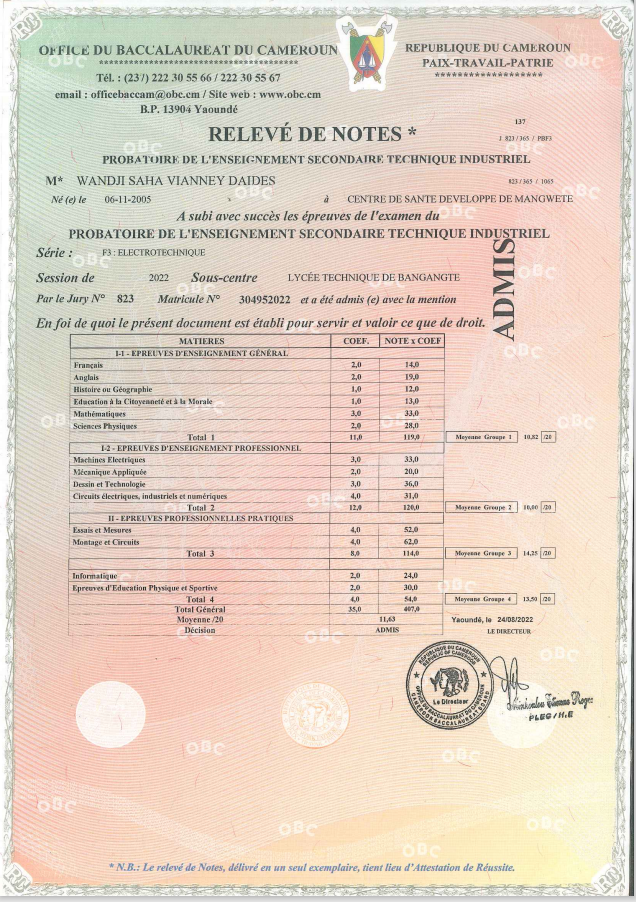 OFFICE DU BACCALAUREAT DU CAMEROUN
**********************************
Tél. : (237) 222 30 55 66 / 222 30 55 67
email : officebaccam@obc.cm / Site web : www.obc.cm
B.P. 13904 Yaoundé
REPUBLIQUE DU CAMEROUN
PAIX-TRAVAIL-PATRIE
*******************
137
1 823 / 365 / PBF3
RELEVÉ DE NOTES *
PROBATOIRE DE L'ENSEIGNEMENT SECONDAIRE TECHNIQUE INDUSTRIEL
M* WANDJI SAHA VIANNEY DAIDES 823 / 365 / 1065
Né (e) le 06-11-2005 à CENTRE DE SANTE DEVELOPPE DE MANGWETE
A subi avec succès les épreuves de l'examen du
PROBATOIRE DE L'ENSEIGNEMENT SECONDAIRE TECHNIQUE INDUSTRIEL
Série : F3 : ELECTROTECHNIQUE
Session de 2022 Sous-centre LYCÉE TECHNIQUE DE BANGANGTE
Par le Jury N° 823 Matricule N° 304952022 et a été admis (e) avec la mention
ADMIS
En foi de quoi le présent document est établi pour servir et valoir ce que de droit.
MATIERES COEF. NOTE x COEF
I-1 - EPREUVES D'ENSEIGNEMENT GÉNÉRAL
Français 2,0 14,0
Anglais 2,0 19,0
Histoire ou Géographie 1,0 12,0
Education à la Citoyenneté et à la Morale 1,0 13,0
Mathématiques 3,0 33,0
Sciences Physiques 2,0 28,0
Total 1 11,0 119,0 Moyenne Groupe 1 10,82 /20
I-2 - EPREUVES D'ENSEIGNEMENT PROFESSIONNEL
Machines Electriques 3,0 33,0
Mécanique Appliquée 2,0 20,0
Dessin et Technologie 3,0 36,0
Circuits électriques, industriels et numériques 4,0 31,0
Total 2 12,0 120,0 Moyenne Groupe 2 10,00 /20
II - EPREUVES PROFESSIONNELLES PRATIQUES
Essais et Mesures 4,0 52,0
Montage et Circuits 4,0 62,0
Total 3 8,0 114,0 Moyenne Groupe 3 14,25 /20
Informatique 2,0 24,0
Epreuves d'Education Physique et Sportive 2,0 30,0
Total 4 4,0 54,0 Moyenne Groupe 4 13,50 /20
Total Général 35,0 407,0
Moyenne /20 11,63
Décision ADMIS
Yaoundé, le 24/08/2022
LE DIRECTEUR
REPUBLIQUE DU CAMEROUN
REPUBLIC OF CAMEROON
Le Directeur
OFFICE DU BACCALAUREAT DU CAMEROUN
CAMEROON BACCALAUREAT BOARD
Etienne Roger
PLEG / H.E
* N.B.: Le relevé de Notes, délivré en un seul exemplaire, tient lieu d'Attestation de Réussite.